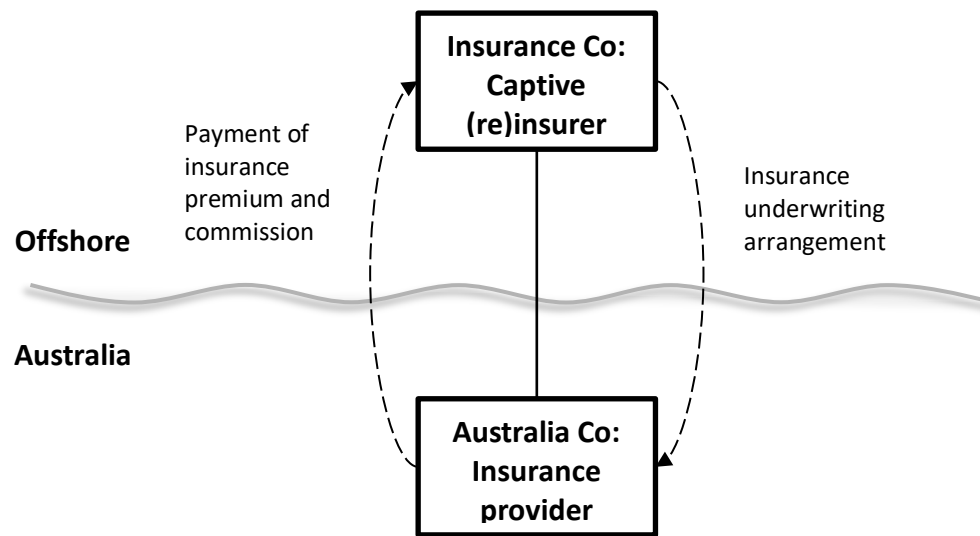 Insurance Co:
Captive
(re)insurer
Payment of
insurance
premium and
commission
Insurance
underwriting
arrangement
Offshore
Australia
Australia Co:
Insurance
provider